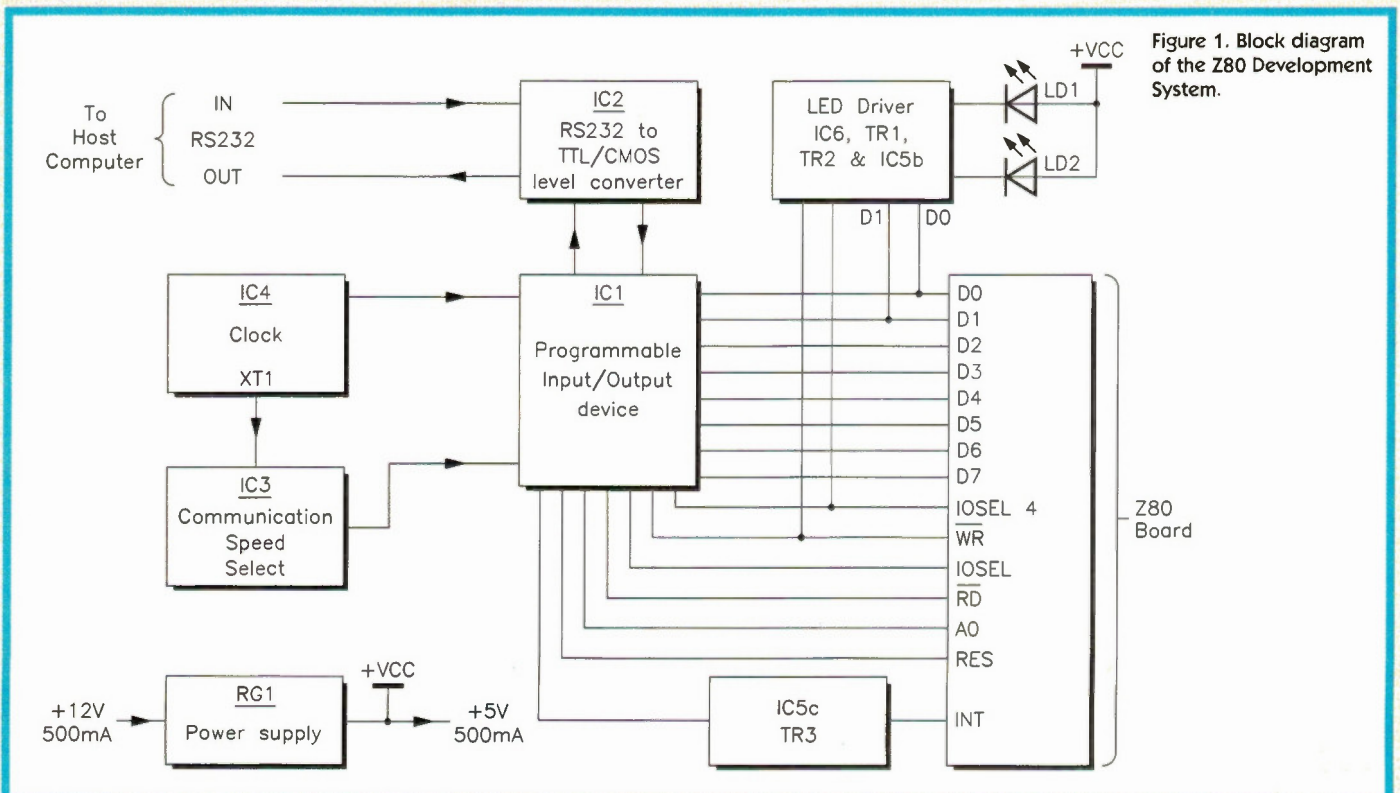 Figure 1. Block diagram
of the Z80 Development
System.
To
Host
Computer
IN
RS232
OUT
IC2
RS232 to
TTL/CMOS
level converter
LED Driver
IC6, TR1,
TR2 & IC5b
+VCC
LD1
LD2
D1
D0
IC4
Clock
XT1
IC1
Programmable
Input/Output
device
IC3
Communication
Speed
Select
D0
D1
D2
D3
D4
D5
D6
D7
IOSEL 4
WR
IOSEL
RD
A0
RES
INT
Z80
Board
+12V
500mA
RG1
Power supply
+VCC
+5V
500mA
IC5c
TR3